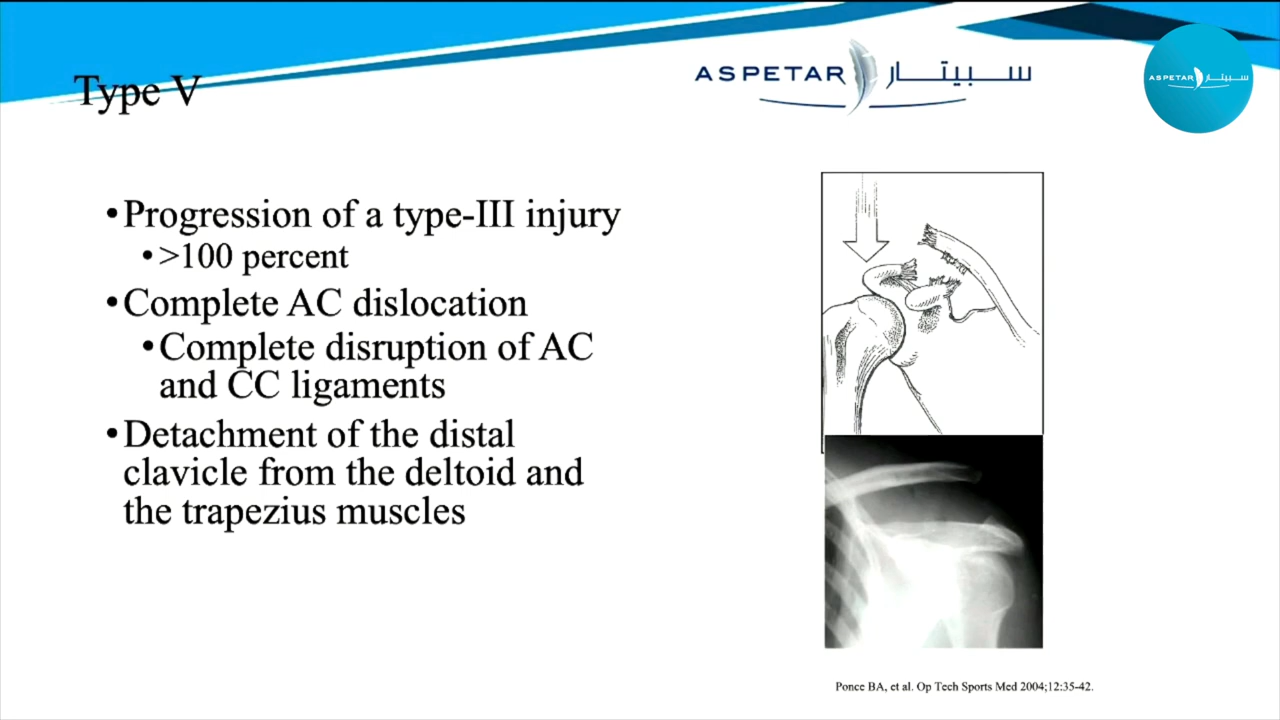 Type V
ASPETAR سبيتار
ASPETAR سبيتار
•Progression of a type-III injury
•>100 percent
•Complete AC dislocation
•Complete disruption of AC
and CC ligaments
•Detachment of the distal
clavicle from the deltoid and
the trapezius muscles
Ponce BA, et al. Op Tech Sports Med 2004;12:35-42.